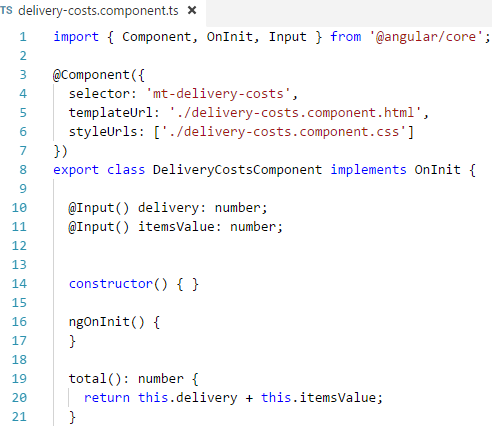 TS delivery-costs.component.ts ×
1 import { Component, OnInit, Input } from '@angular/core';
2
3 @Component({
4   selector: 'mt-delivery-costs',
5   templateUrl: './delivery-costs.component.html',
6   styleUrls: ['./delivery-costs.component.css']
7 })
8 export class DeliveryCostsComponent implements OnInit {
9
10   @Input() delivery: number;
11   @Input() itemsValue: number;
12
13
14   constructor() { }
15
16   ngOnInit() {
17   }
18
19   total(): number {
20     return this.delivery + this.itemsValue;
21   }